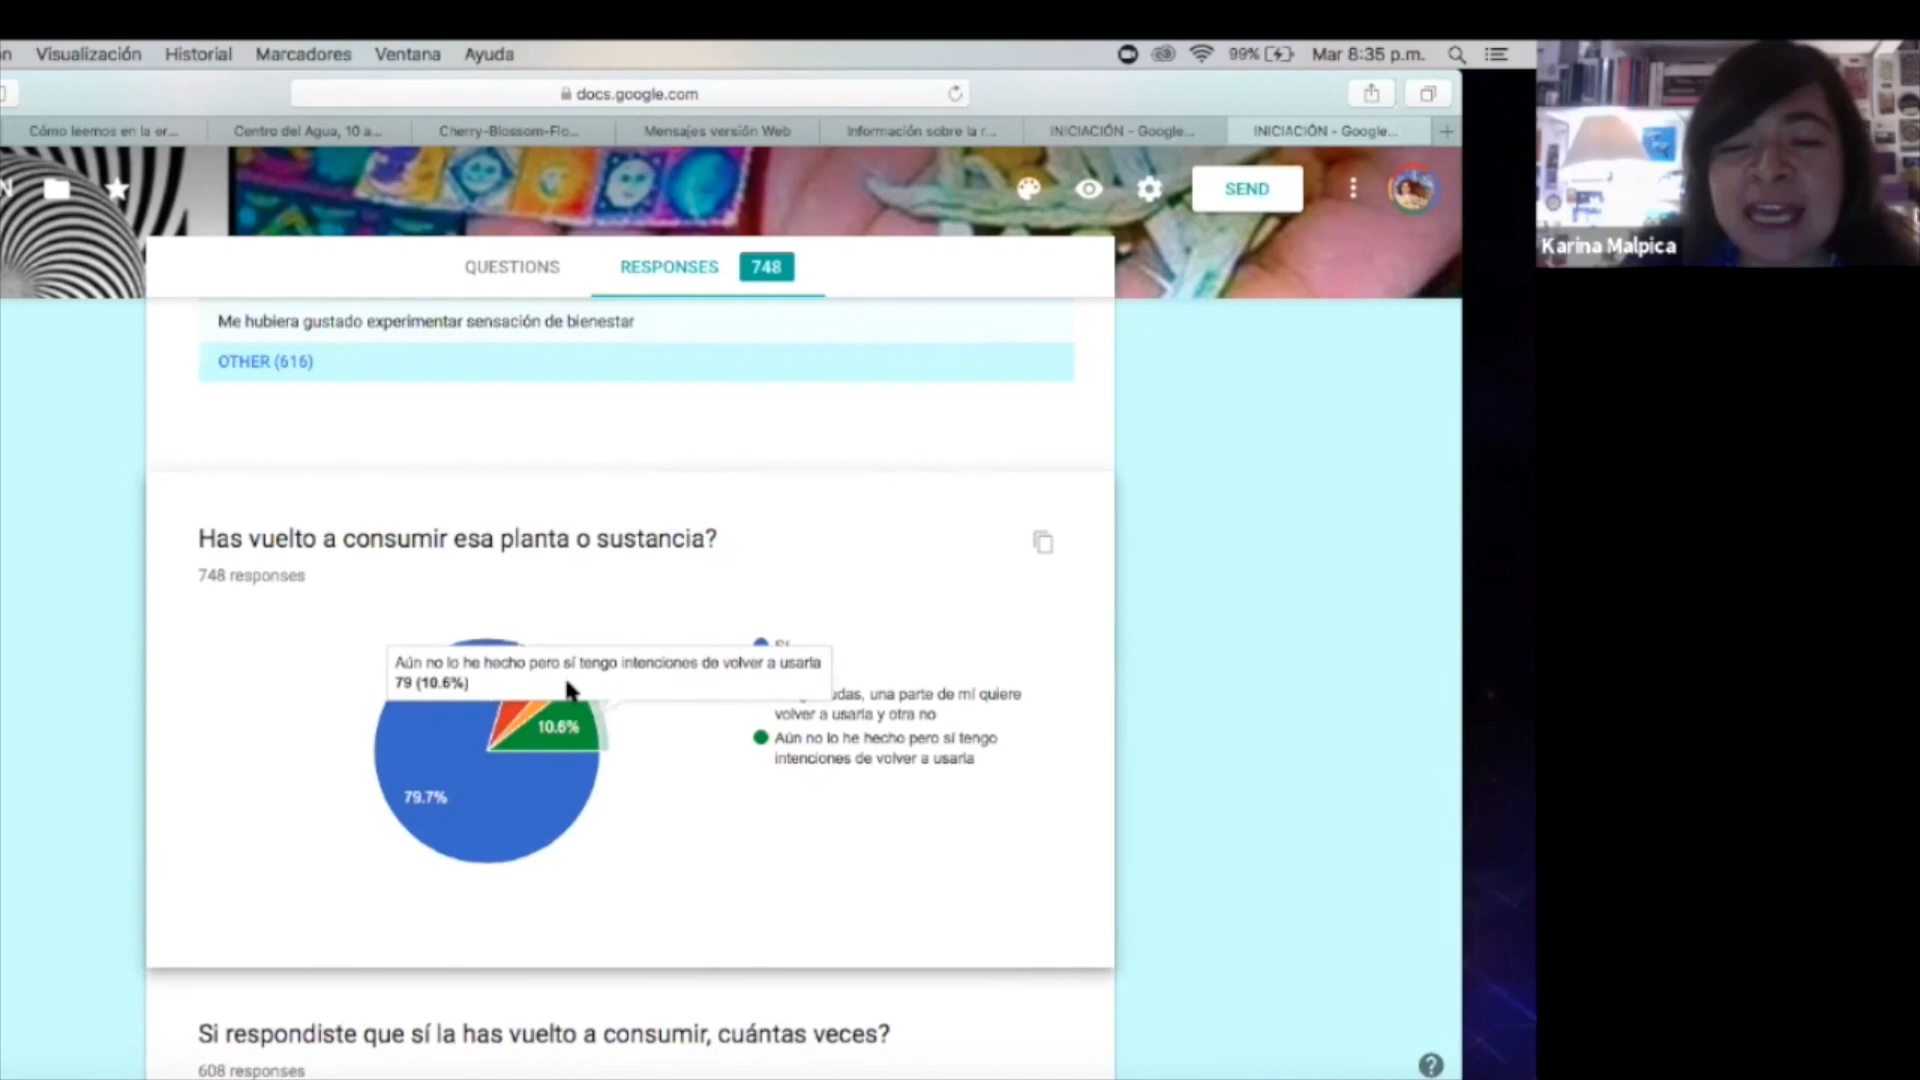 Visualización Historial Marcadores Ventana Ayuda 99% Mar 8:35 p.m.
docs.google.com
Cómo leemos en la er... Centro del Agua, 10 a... Cherry-Blossom-Flo... Mensajes versión Web Información sobre la r... INICIACIÓN - Google... INICIACIÓN - Google...
SEND
Karina Malpica
QUESTIONS RESPONSES 748
Me hubiera gustado experimentar sensación de bienestar
OTHER (616)
Has vuelto a consumir esa planta o sustancia?
748 responses
Aún no lo he hecho pero sí tengo intenciones de volver a usarla
79 (10.6%)
una parte de mí quiere
volver a usarla y otra no
10.6%
Aún no lo he hecho pero sí tengo
intenciones de volver a usarla
79.7%
Si respondiste que sí la has vuelto a consumir, cuántas veces?
608 responses